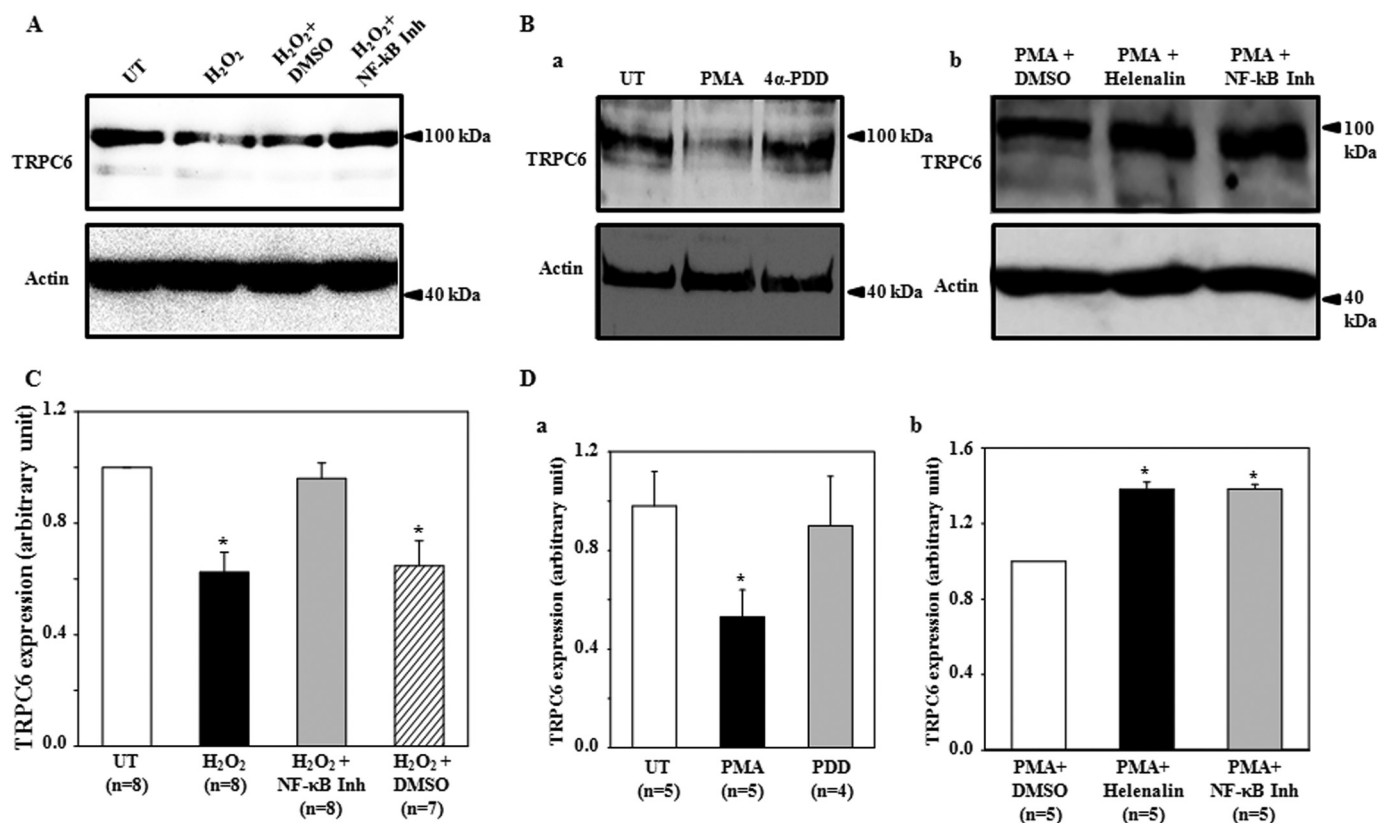 A
UT
H₂O₂
H₂O₂+
DMSO
H₂O₂+
NF-kB Inh
TRPC6
100 kDa
Actin
40 kDa
B
a
UT
PMA
4α-PDD
TRPC6
100 kDa
Actin
40 kDa
b
PMA +
DMSO
PMA +
Helenalin
PMA +
NF-kB Inh
TRPC6
100
kDa
Actin
40
kDa
C
TRPC6 expression (arbitrary unit)
1.2
0.8
0.4
0.0
*
*
UT
(n=8)
H₂O₂
(n=8)
H₂O₂ +
NF-κB Inh
(n=8)
H₂O₂ +
DMSO
(n=7)
D
a
TRPC6 expression (arbitrary unit)
1.2
0.8
0.4
0.0
*
UT
(n=5)
PMA
(n=5)
PDD
(n=4)
b
TRPC6 expression (arbitrary unit)
1.6
1.2
0.8
0.4
0.0
*
*
PMA+
DMSO
(n=5)
PMA+
Helenalin
(n=5)
PMA+
NF-κB Inh
(n=5)